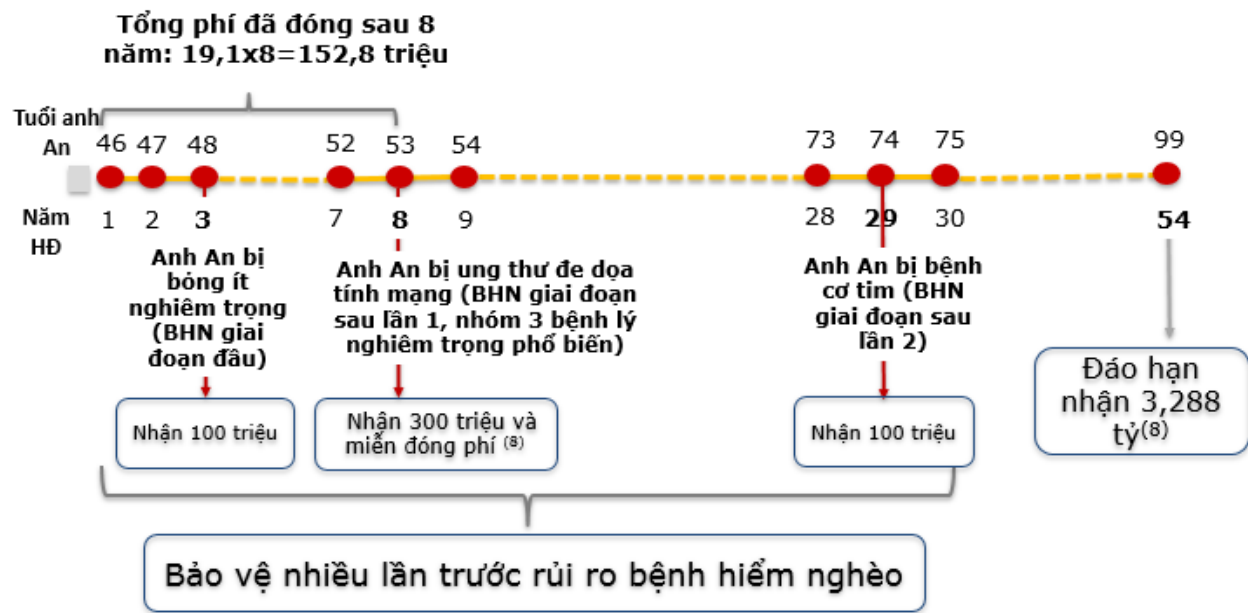 Tổng phí đã đóng sau 8
năm: 19,1x8=152,8 triệu
Tuổi anh
An
46 47 48 52 53 54 73 74 75 99
Năm
HĐ
1 2 3 7 8 9 28 29 30 54
Anh An bị
bỏng ít
nghiêm trọng
(BHN giai
đoạn đầu)
Anh An bị ung thư đe dọa
tính mạng (BHN giai đoạn
sau lần 1, nhóm 3 bệnh lý
nghiêm trọng phổ biến)
Anh An bị bệnh
cơ tim (BHN
giai đoạn sau
lần 2)
Nhận 100 triệu
Nhận 300 triệu và
miễn đóng phí (8)
Nhận 100 triệu
Đáo hạn
nhận 3,288
tỷ(8)
Bảo vệ nhiều lần trước rủi ro bệnh hiểm nghèo